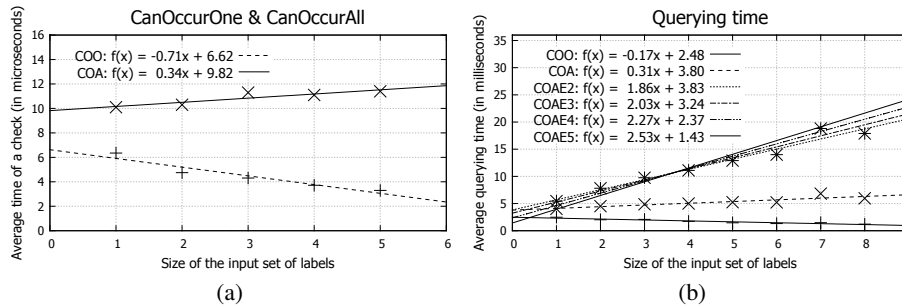 CanOccurOne & CanOccurAll
Average time of a check (in microseconds)
16
14
12
10
8
6
4
2
0
COO: f(x) = -0.71x + 6.62
COA: f(x) = 0.34x + 9.82
0 1 2 3 4 5 6
Size of the input set of labels
(a)
Querying time
Average querying time (in milliseconds)
35
30
25
20
15
10
5
0
COO: f(x) = -0.17x + 2.48
COA: f(x) = 0.31x + 3.80
COAE2: f(x) = 1.86x + 3.83
COAE3: f(x) = 2.03x + 3.24
COAE4: f(x) = 2.27x + 2.37
COAE5: f(x) = 2.53x + 1.43
0 1 2 3 4 5 6 7 8
Size of the input set of labels
(b)